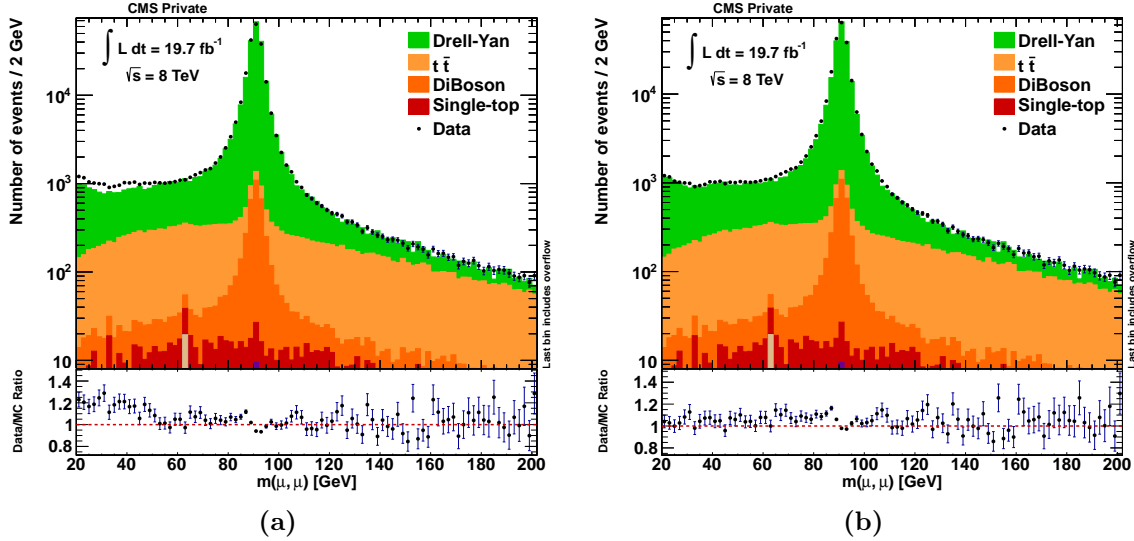 CMS Private
∫ L dt = 19.7 fb⁻¹
√s = 8 TeV
Drell-Yan
t t̄
DiBoson
Single-top
Data
Number of events / 2 GeV
10⁴
10³
10²
10
Last bin includes overflow
Data/MC Ratio
1.4
1.2
1
0.8
20 40 60 80 100 120 140 160 180 200
m(μ, μ) [GeV]
(a)
CMS Private
∫ L dt = 19.7 fb⁻¹
√s = 8 TeV
Drell-Yan
t t̄
DiBoson
Single-top
Data
Number of events / 2 GeV
10⁴
10³
10²
10
Last bin includes overflow
Data/MC Ratio
1.4
1.2
1
0.8
20 40 60 80 100 120 140 160 180 200
m(μ, μ) [GeV]
(b)